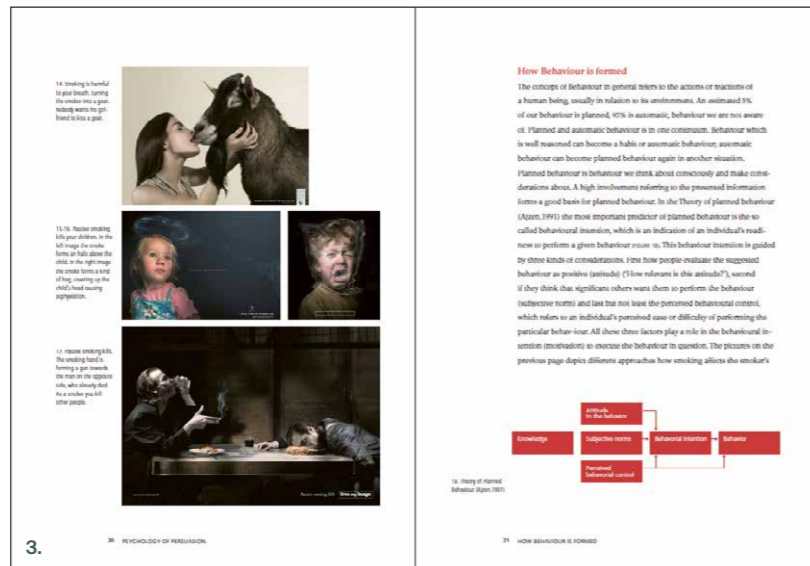 14. Smoking is harmful
to your breath, turning
the smoker into a goat.
Nobody wants his girl-
friend to kiss a goat.
15-16. Passive smoking
kills your children. In the
left image the smoke
forms an halo above the
child. In the right image
the smoke forms a kind
of bag, covering up the
child's head causing
asphyxiation.
17. Passive smoking kills.
The smoking hand is
forming a gun towards
the man on the opposite
side, who already died.
As a smoker you kill
other people.
Passive smoking kills
3.
30 PSYCHOLOGY OF PERSUASION
How Behaviour is formed
The concept of Behaviour in general refers to the actions or reactions of
a human being, usually in relation to its environment. An estimated 5%
of our behaviour is planned, 95% is automatic, behaviour we are not aware
of. Planned and automatic behaviour is in one continuum. Behaviour which
is well reasoned can become a habit or automatic behaviour; automatic
behaviour can become planned behaviour again in another situation.
Planned behaviour is behaviour we think about consciously and make consi-
derations about. A high involvement referring to the presented information
forms a good basis for planned behaviour. In the Theory of planned behaviour
(Ajzen,1991) the most important predictor of planned behaviour is the so
called behavioural intention, which is an indication of an individual's readi-
ness to perform a given behaviour FIGURE 18. This behaviour intention is guided
by three kinds of considerations. First how people evaluate the suggested
behaviour as positive (attitude) ('How relevant is this attitude?'), second
if they think that significant others want them to perform the behaviour
(subjective norm) and last but not least the perceived behavioural control,
which refers to an individual's perceived ease or difficulty of performing the
particular behav-iour. All these three factors play a role in the behavioural in-
tension (motivation) to execute the behaviour in question. The pictures on the
previous page depict different approaches how smoking affects the smoker's
Attitude
to the behavior
Knowledge
Subjective norms
Behavorial intention
Behavior
Perceived
behavorial control
18. Theory of Planned
Behaviour (Ajzen,1991)
31 HOW BEHAVIOUR IS FORMED